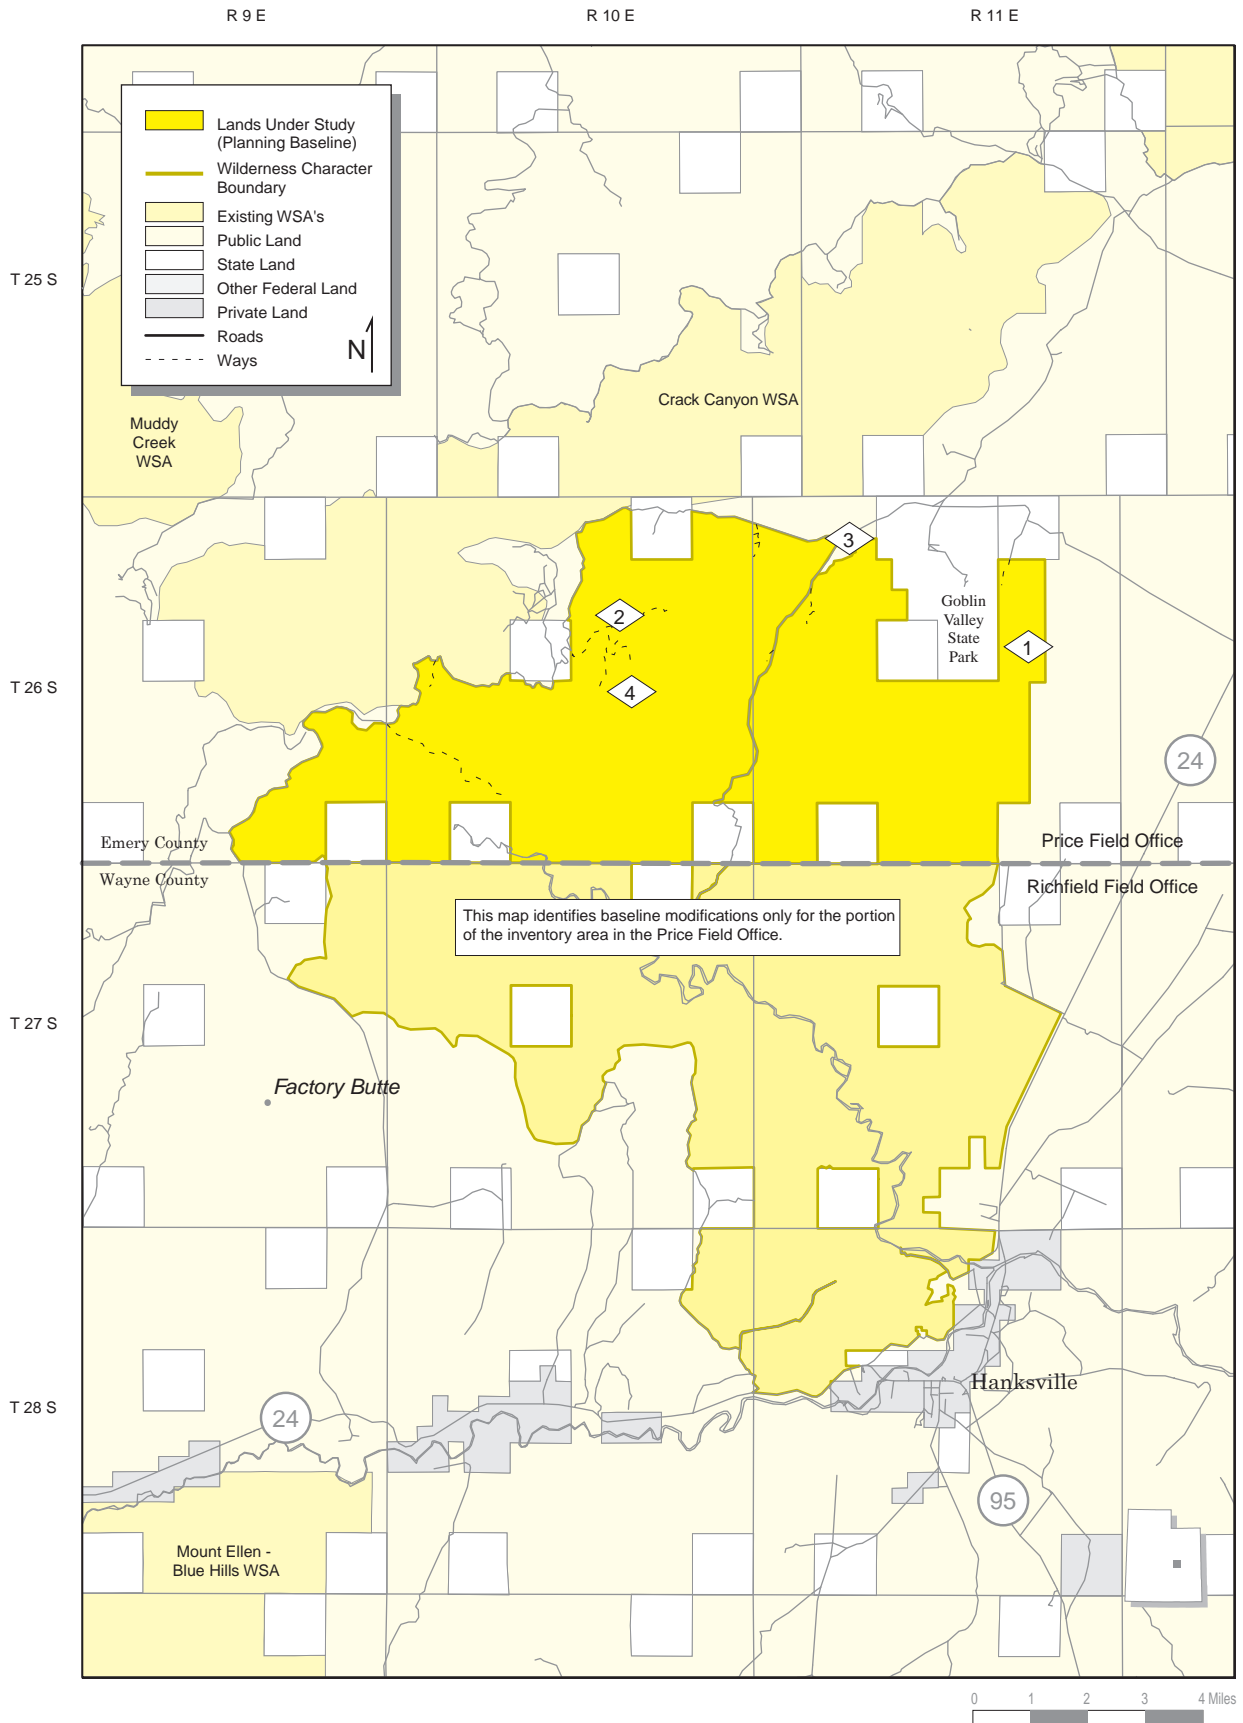 R 9 E
R 10 E
R 11 E
Lands Under Study
(Planning Baseline)
Wilderness Character
Boundary
Existing WSA's
Public Land
State Land
Other Federal Land
Private Land
Roads
Ways
N
T 25 S
Crack Canyon WSA
Muddy
Creek
WSA
3
2
Goblin
Valley
State
Park
1
T 26 S
4
24
Emery County
Price Field Office
Wayne County
Richfield Field Office
This map identifies baseline modifications only for the portion
of the inventory area in the Price Field Office.
T 27 S
Factory Butte
Hanksville
T 28 S
24
95
Mount Ellen -
Blue Hills WSA
0 1 2 3 4 Miles